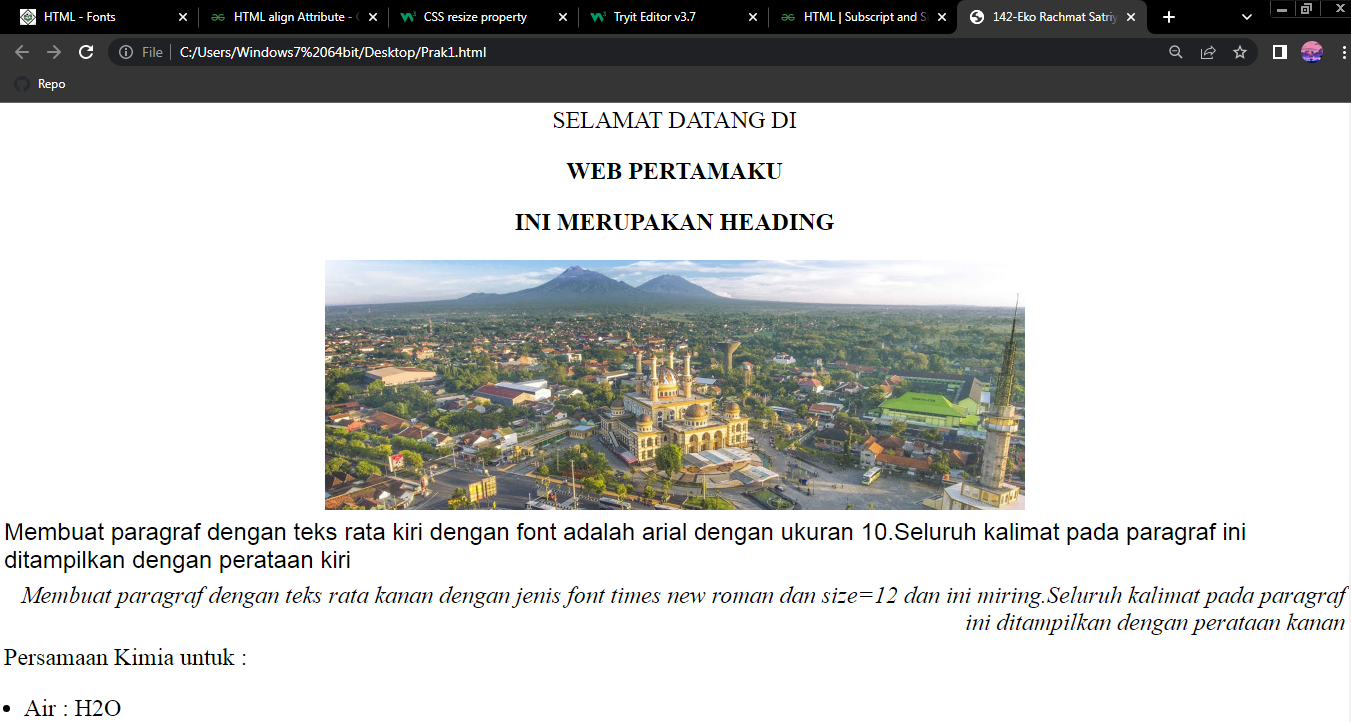 HTML - Fonts
HTML align Attribute -
CSS resize property
Tryit Editor v3.7
HTML | Subscript and
142-Eko Rachmat Satriy
File
C:/Users/Windows7%2064bit/Desktop/Prak1.html
Repo
SELAMAT DATANG DI
WEB PERTAMAKU
INI MERUPAKAN HEADING
Membuat paragraf dengan teks rata kiri dengan font adalah arial dengan ukuran 10.Seluruh kalimat pada paragraf ini
ditampilkan dengan perataan kiri
Membuat paragraf dengan teks rata kanan dengan jenis font times new roman dan size=12 dan ini miring.Seluruh kalimat pada paragraf
ini ditampilkan dengan perataan kanan
Persamaan Kimia untuk :
• Air : H2O